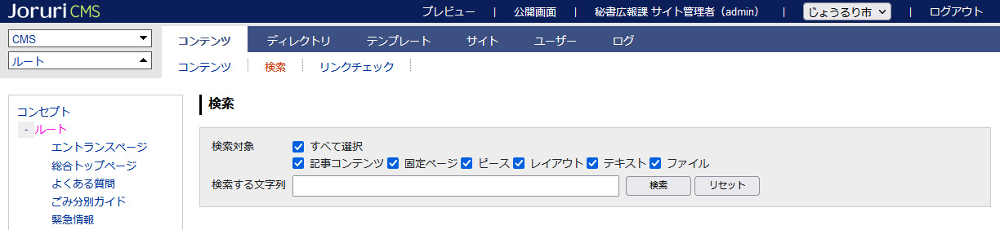 Joruri CMS
プレビュー | 公開画面 | 秘書広報課 サイト管理者（admin） | じょうるり市 | ログアウト
CMS
ルート
コンテンツ ディレクトリ テンプレート サイト ユーザー ログ
コンテンツ 検索 リンクチェック
コンセプト
- ルート
エントランスページ
総合トップページ
よくある質問
ごみ分別ガイド
緊急情報
検索
検索対象 すべて選択
記事コンテンツ 固定ページ ピース レイアウト テキスト ファイル
検索する文字列 検索 リセット